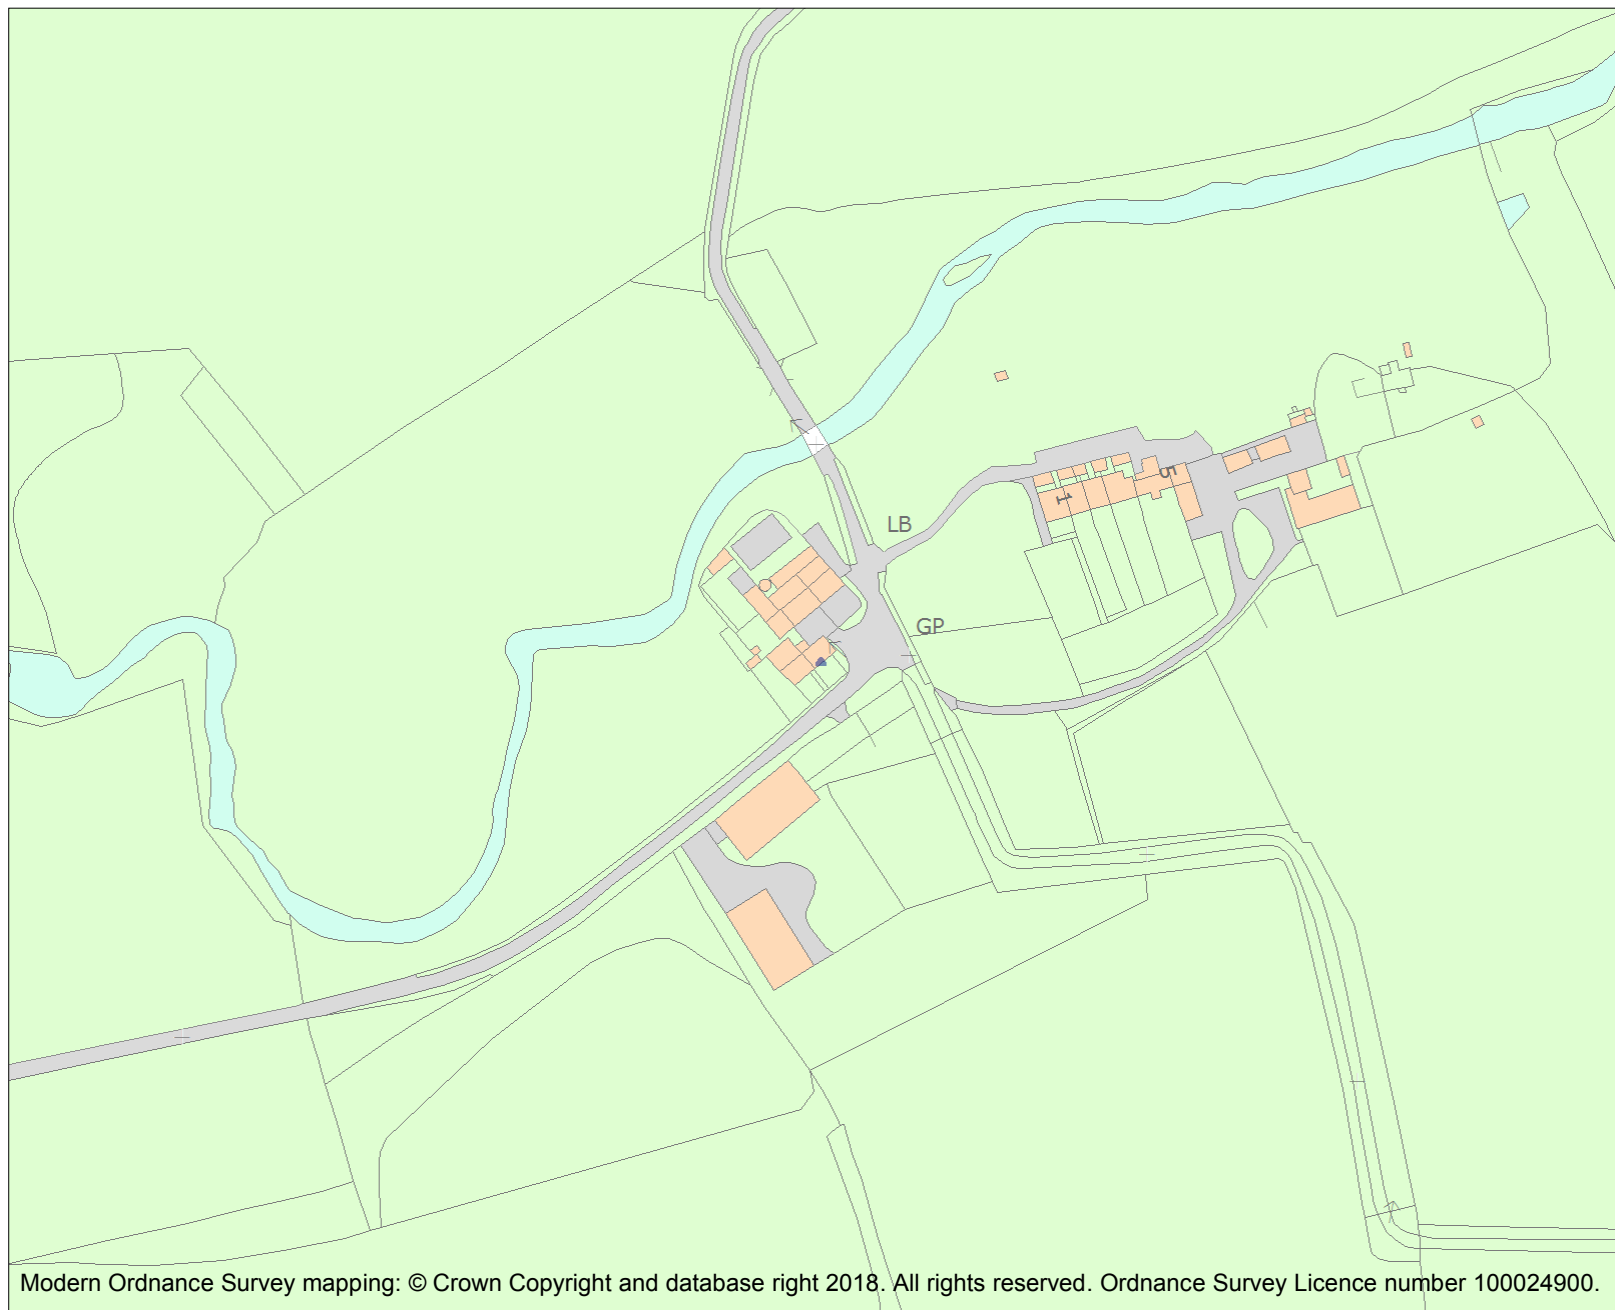 5
1
LB
GP
Modern Ordnance Survey mapping: © Crown Copyright and database right 2018. All rights reserved. Ordnance Survey Licence number 100024900.